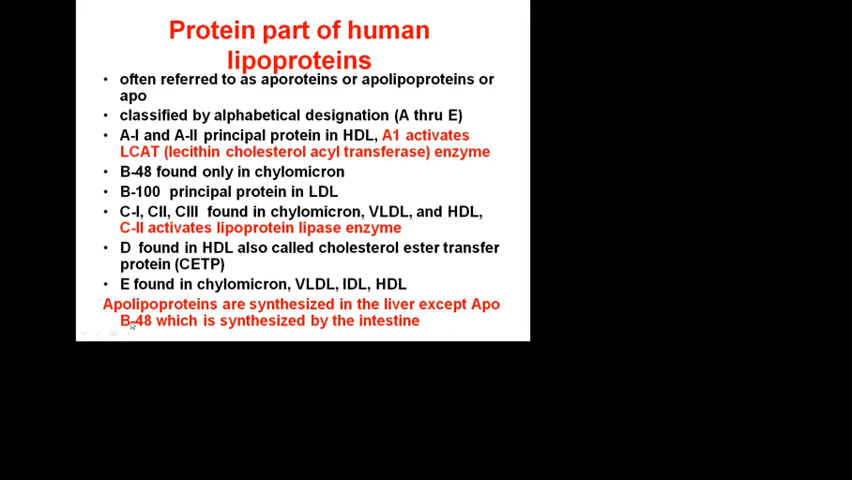 Protein part of human
lipoproteins
• often referred to as aporoteins or apolipoproteins or
apo
• classified by alphabetical designation (A thru E)
• A-I and A-II principal protein in HDL, A1 activates
LCAT (lecithin cholesterol acyl transferase) enzyme
• B-48 found only in chylomicron
• B-100 principal protein in LDL
• C-I, CII, CIII found in chylomicron, VLDL, and HDL,
C-II activates lipoprotein lipase enzyme
• D found in HDL also called cholesterol ester transfer
protein (CETP)
• E found in chylomicron, VLDL, IDL, HDL
Apolipoproteins are synthesized in the liver except Apo
B-48 which is synthesized by the intestine